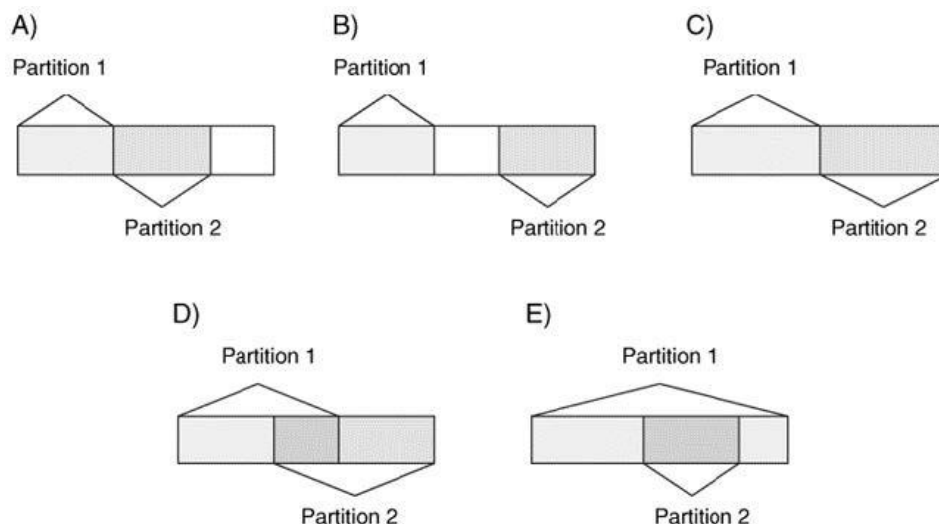 A)
B)
C)
Partition 1
Partition 1
Partition 1
Partition 2
Partition 2
Partition 2
D)
E)
Partition 1
Partition 1
Partition 2
Partition 2